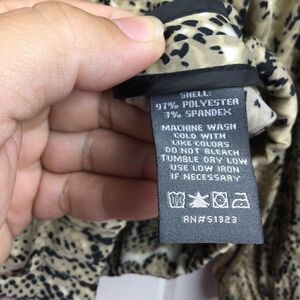 SHELL:
97% POLYESTER
3% SPANDEX
MACHINE WASH
COLD WITH
LIKE COLORS
DO NOT BLEACH
TUMBLE DRY LOW
USE LOW IRON
IF NECESSARY
RN#51323